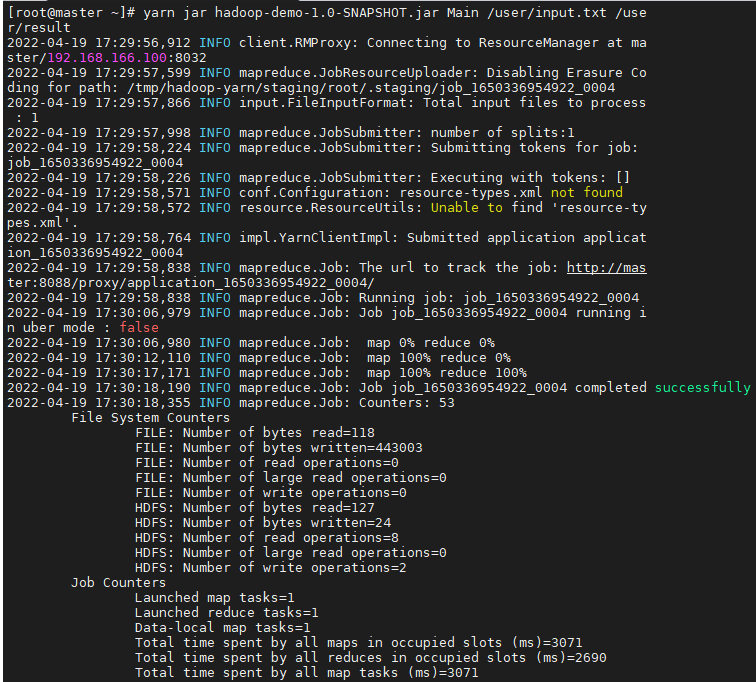 [root@master ~]# yarn jar hadoop-demo-1.0-SNAPSHOT.jar Main /user/input.txt /use
r/result
2022-04-19 17:29:56,912 INFO client.RMProxy: Connecting to ResourceManager at ma
ster/192.168.166.100:8032
2022-04-19 17:29:57,599 INFO mapreduce.JobResourceUploader: Disabling Erasure Co
ding for path: /tmp/hadoop-yarn/staging/root/.staging/job_1650336954922_0004
2022-04-19 17:29:57,866 INFO input.FileInputFormat: Total input files to process
 : 1
2022-04-19 17:29:57,998 INFO mapreduce.JobSubmitter: number of splits:1
2022-04-19 17:29:58,224 INFO mapreduce.JobSubmitter: Submitting tokens for job:
job_1650336954922_0004
2022-04-19 17:29:58,226 INFO mapreduce.JobSubmitter: Executing with tokens: []
2022-04-19 17:29:58,571 INFO conf.Configuration: resource-types.xml not found
2022-04-19 17:29:58,572 INFO resource.ResourceUtils: Unable to find 'resource-ty
pes.xml'.
2022-04-19 17:29:58,764 INFO impl.YarnClientImpl: Submitted application applicat
ion_1650336954922_0004
2022-04-19 17:29:58,838 INFO mapreduce.Job: The url to track the job: http://mas
ter:8088/proxy/application_1650336954922_0004/
2022-04-19 17:29:58,838 INFO mapreduce.Job: Running job: job_1650336954922_0004
2022-04-19 17:30:06,979 INFO mapreduce.Job: Job job_1650336954922_0004 running i
n uber mode : false
2022-04-19 17:30:06,980 INFO mapreduce.Job:  map 0% reduce 0%
2022-04-19 17:30:12,110 INFO mapreduce.Job:  map 100% reduce 0%
2022-04-19 17:30:17,171 INFO mapreduce.Job:  map 100% reduce 100%
2022-04-19 17:30:18,190 INFO mapreduce.Job: Job job_1650336954922_0004 completed successfully
2022-04-19 17:30:18,355 INFO mapreduce.Job: Counters: 53
        File System Counters
                FILE: Number of bytes read=118
                FILE: Number of bytes written=443003
                FILE: Number of read operations=0
                FILE: Number of large read operations=0
                FILE: Number of write operations=0
                HDFS: Number of bytes read=127
                HDFS: Number of bytes written=24
                HDFS: Number of read operations=8
                HDFS: Number of large read operations=0
                HDFS: Number of write operations=2
        Job Counters
                Launched map tasks=1
                Launched reduce tasks=1
                Data-local map tasks=1
                Total time spent by all maps in occupied slots (ms)=3071
                Total time spent by all reduces in occupied slots (ms)=2690
                Total time spent by all map tasks (ms)=3071